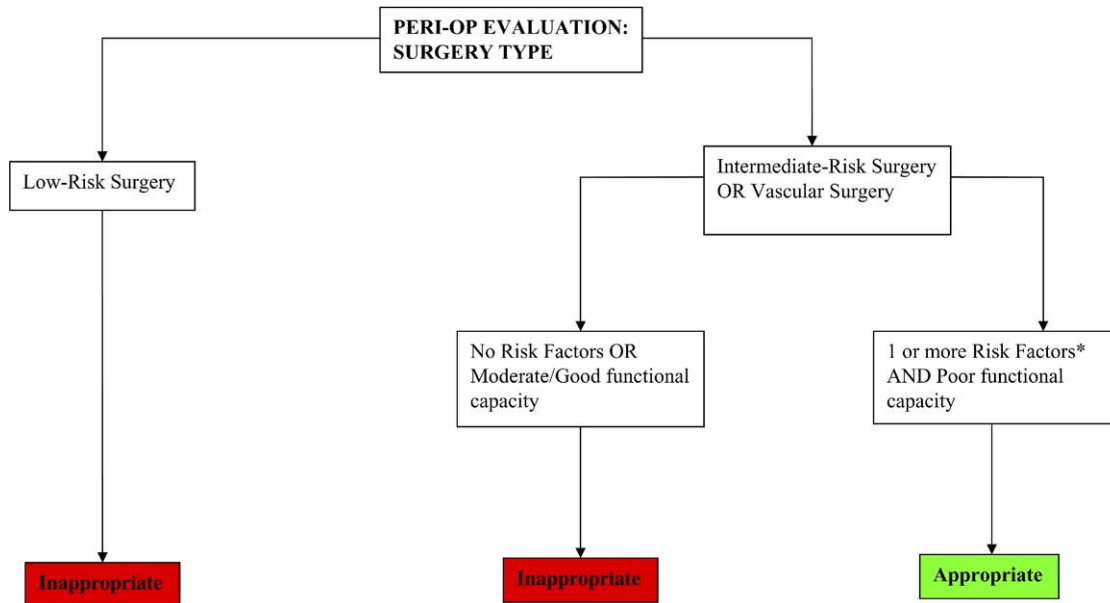 PERI-OP EVALUATION:
SURGERY TYPE
Low-Risk Surgery
Intermediate-Risk Surgery
OR Vascular Surgery
No Risk Factors OR
Moderate/Good functional
capacity
1 or more Risk Factors*
AND Poor functional
capacity
Inappropriate
Inappropriate
Appropriate